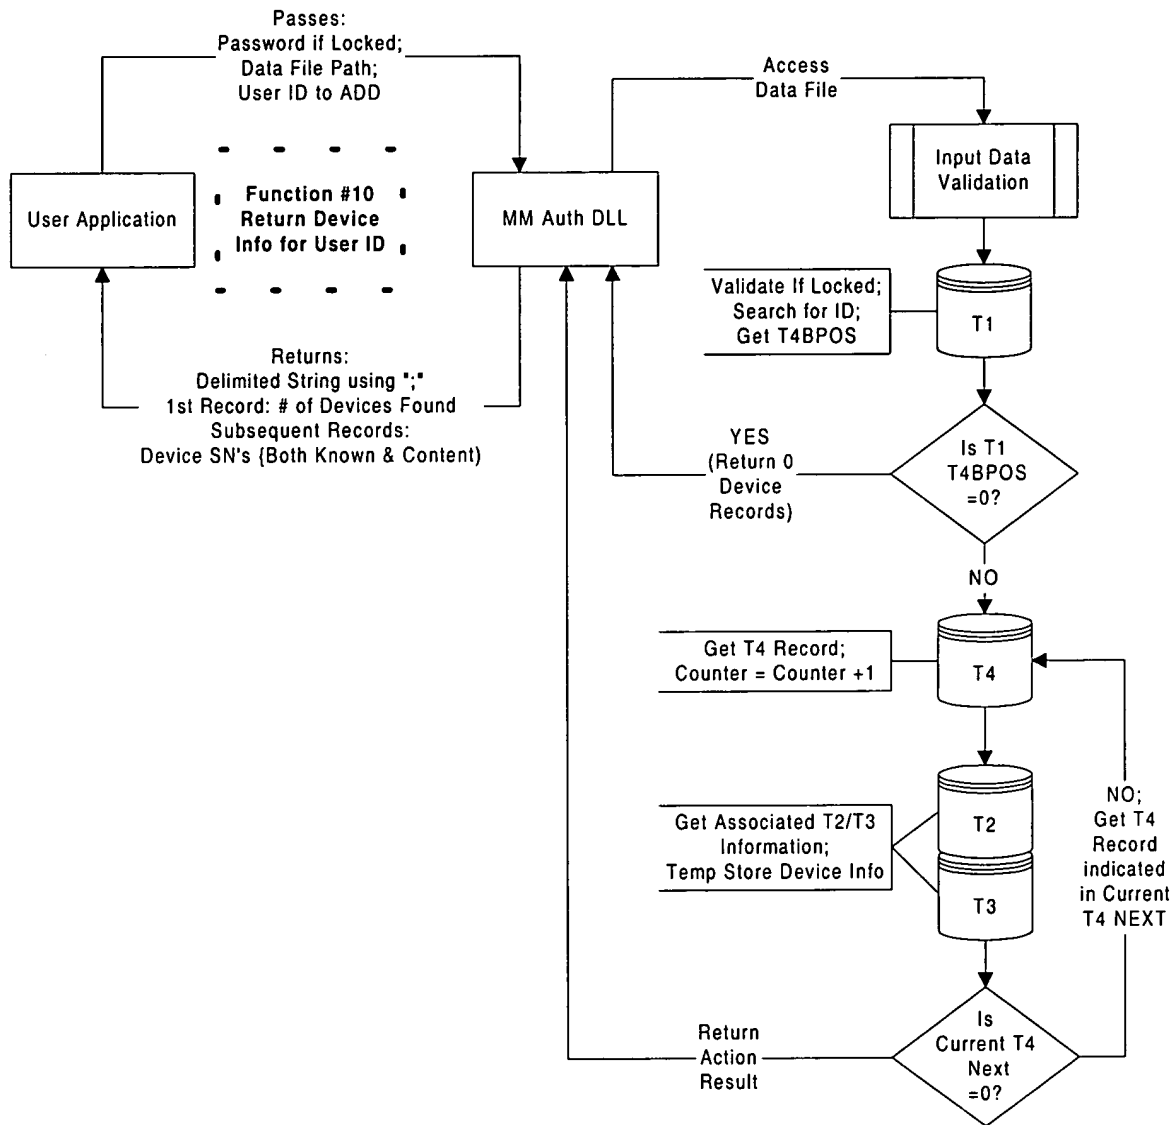 Passes:
Password if Locked;
Data File Path;
User ID to ADD
Access
Data File
User Application
Function #10
Return Device
Info for User ID
MM Auth DLL
Input Data
Validation
Validate If Locked;
Search for ID;
Get T4BPOS
T1
Returns:
Delimited String using ";"
1st Record: # of Devices Found
Subsequent Records:
Device SN's (Both Known & Content)
YES
(Return 0
Device
Records)
Is T1
T4BPOS
=0?
NO
Get T4 Record;
Counter = Counter +1
T4
Get Associated T2/T3
Information;
Temp Store Device Info
T2
T3
NO;
Get T4
Record
indicated
in Current
T4 NEXT
Return
Action
Result
Is
Current T4
Next
=0?